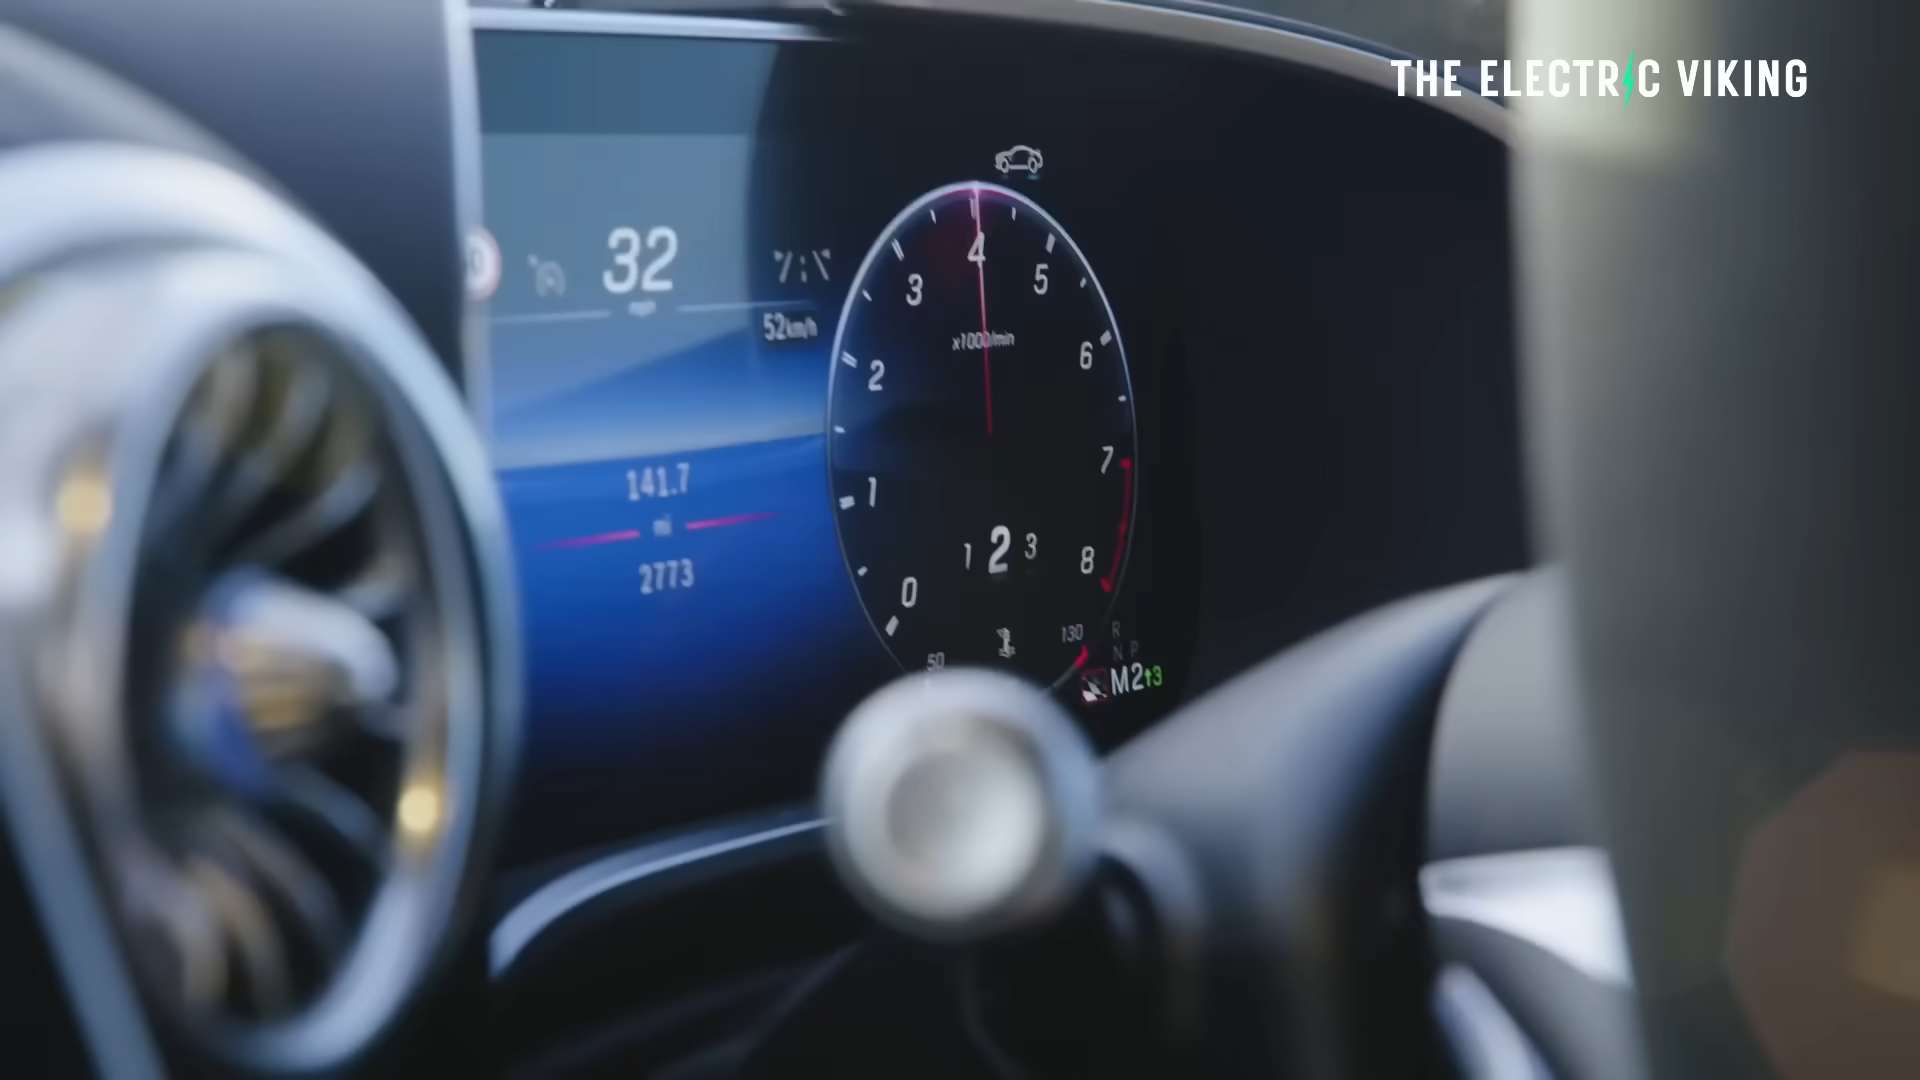 THE ELECTRIC VIKING
32
mph
52km/h
141.7
mi
2773
0
1
2
3
4
5
6
7
8
x1000/min
1 2 3
50
130
R
N P
M2↑3